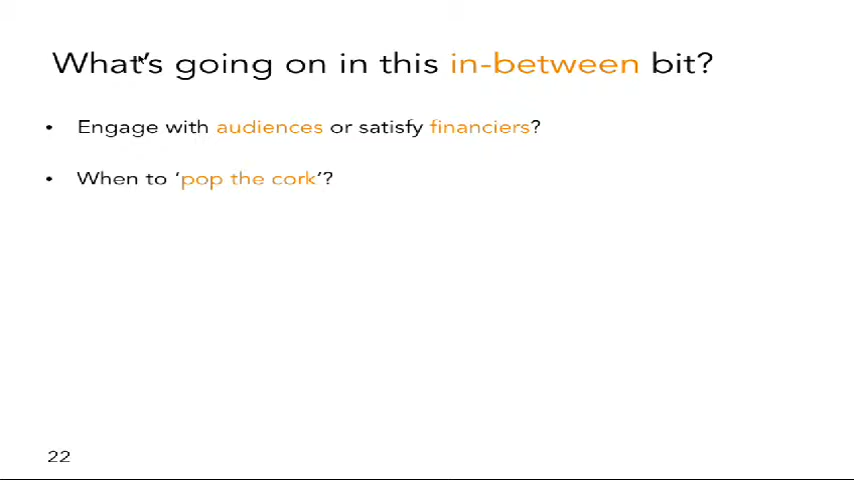 What's going on in this in-between bit?
• Engage with audiences or satisfy financiers?
• When to ‘pop the cork’?
22